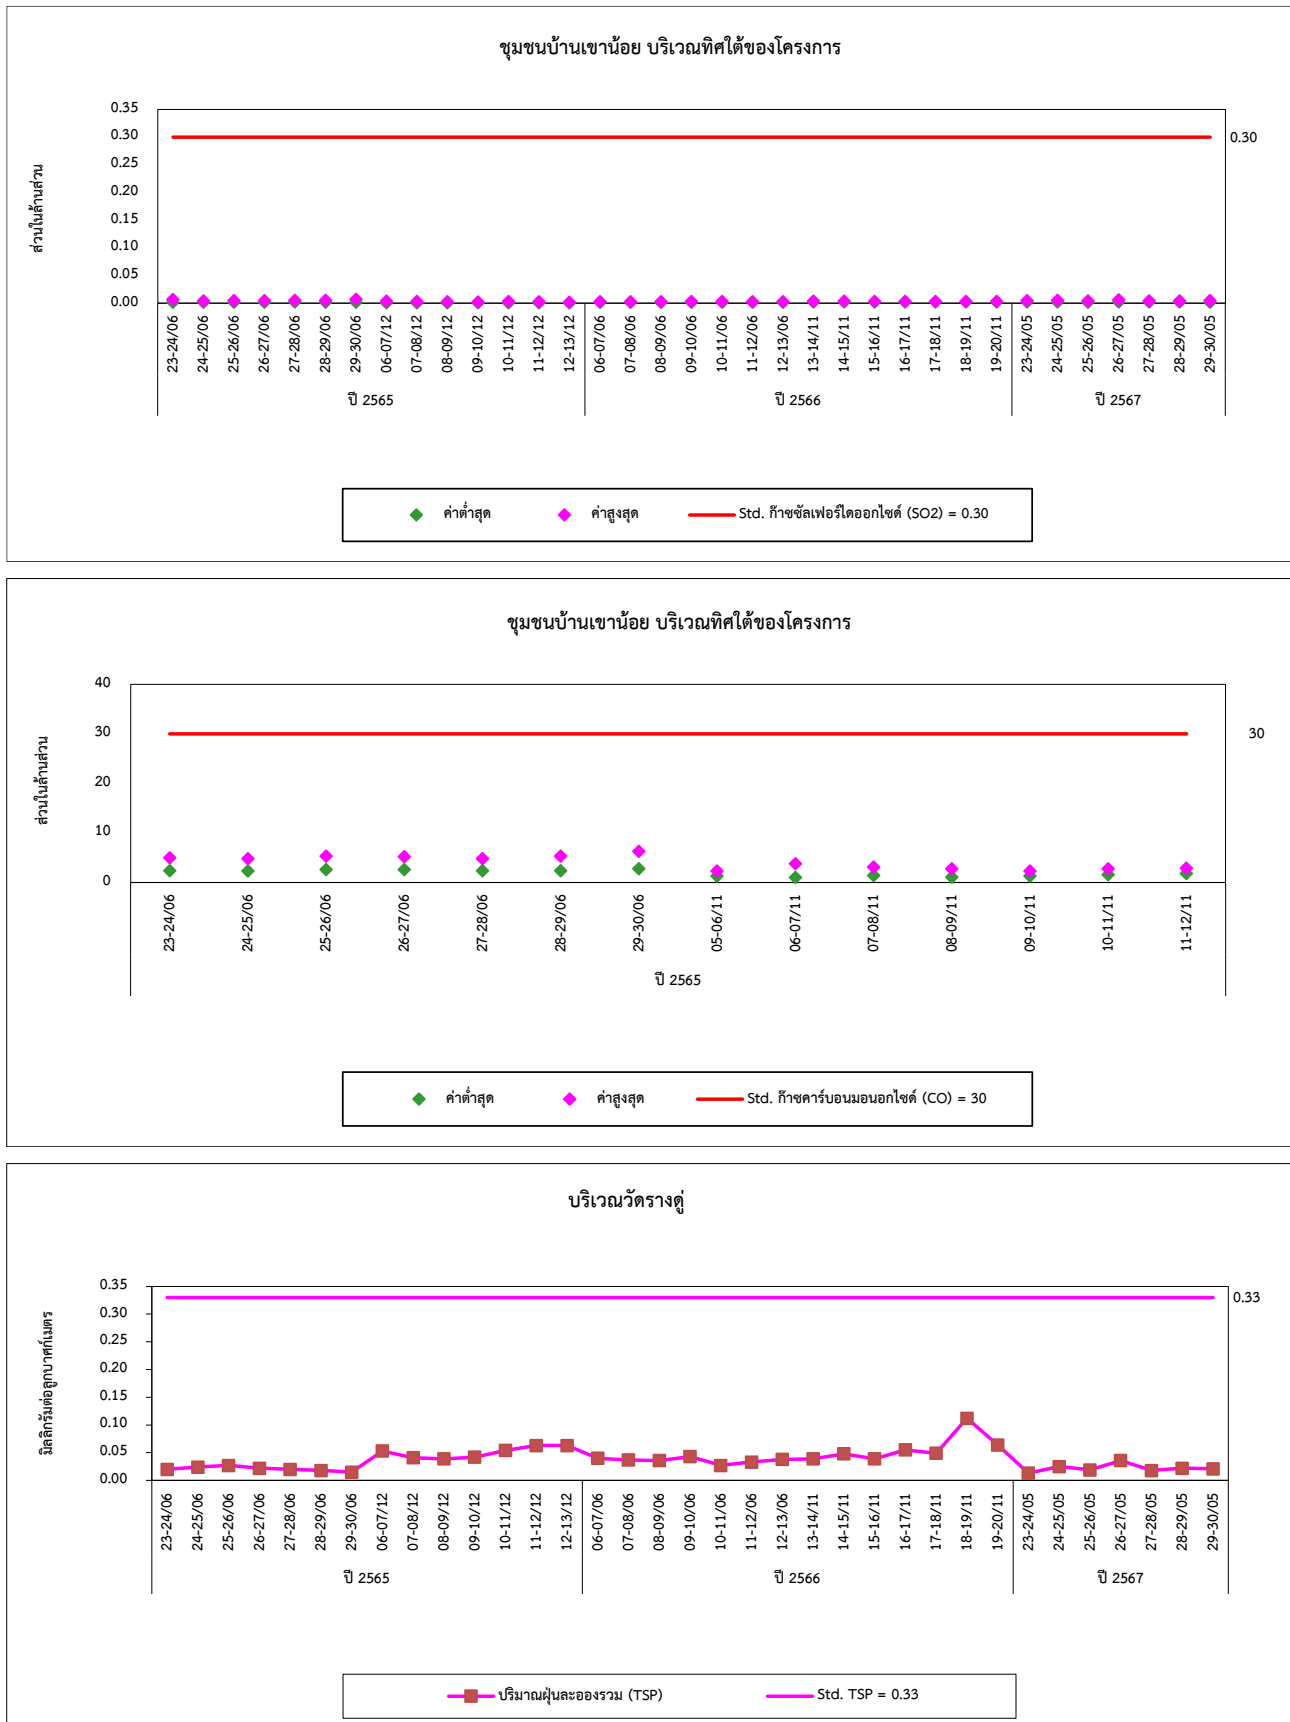 ชุมชนบ้านเขาน้อย บริเวณทิศใต้ของโครงการ
ส่วนในล้านส่วน
0.35
0.30
0.25
0.20
0.15
0.10
0.05
0.00
0.30
23-24/06 24-25/06 25-26/06 26-27/06 27-28/06 28-29/06 29-30/06 06-07/12 07-08/12 08-09/12 09-10/12 10-11/12 11-12/12 12-13/12 06-07/06 07-08/06 08-09/06 09-10/06 10-11/06 11-12/06 12-13/06 13-14/11 14-15/11 15-16/11 16-17/11 17-18/11 18-19/11 19-20/11 23-24/05 24-25/05 25-26/05 26-27/05 27-28/05 28-29/05 29-30/05
ปี 2565 ปี 2566 ปี 2567
ค่าต่ำสุด ค่าสูงสุด Std. ก๊าซซัลเฟอร์ไดออกไซด์ (SO2) = 0.30
ชุมชนบ้านเขาน้อย บริเวณทิศใต้ของโครงการ
ส่วนในล้านส่วน
40
30
20
10
0
30
23-24/06 24-25/06 25-26/06 26-27/06 27-28/06 28-29/06 29-30/06 05-06/11 06-07/11 07-08/11 08-09/11 09-10/11 10-11/11 11-12/11
ปี 2565
ค่าต่ำสุด ค่าสูงสุด Std. ก๊าซคาร์บอนมอนอกไซด์ (CO) = 30
บริเวณวัดรางดู่
มิลลิกรัมต่อลูกบาศก์เมตร
0.35
0.30
0.25
0.20
0.15
0.10
0.05
0.00
0.33
23-24/06 24-25/06 25-26/06 26-27/06 27-28/06 28-29/06 29-30/06 06-07/12 07-08/12 08-09/12 09-10/12 10-11/12 11-12/12 12-13/12 06-07/06 07-08/06 08-09/06 09-10/06 10-11/06 11-12/06 12-13/06 13-14/11 14-15/11 15-16/11 16-17/11 17-18/11 18-19/11 19-20/11 23-24/05 24-25/05 25-26/05 26-27/05 27-28/05 28-29/05 29-30/05
ปี 2565 ปี 2566 ปี 2567
ปริมาณฝุ่นละอองรวม (TSP) Std. TSP = 0.33